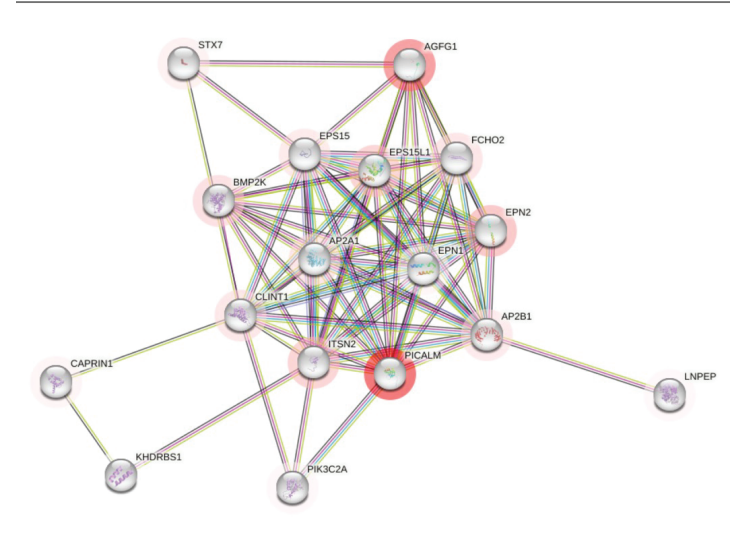 STX7
AGFG1
EPS15
FCHO2
EPS15L1
BMP2K
EPN2
AP2A1
EPN1
CLINT1
AP2B1
ITSN2
PICALM
CAPRIN1
LNPEP
KHDRBS1
PIK3C2A